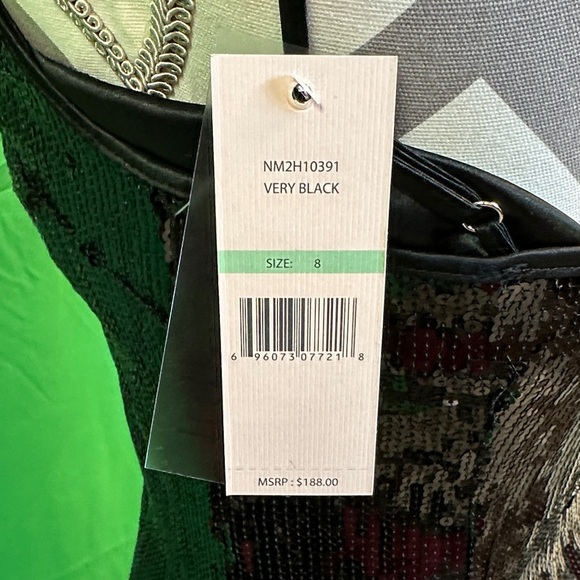 NM2H10391
VERY BLACK
SIZE: 8
6 96073 07721 8
MSRP : $188.00